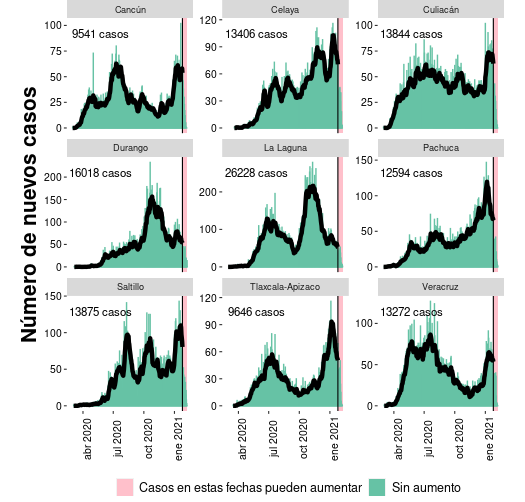 Cancún Celaya Culiacán
100 75 50 25 0 9541 casos
120 90 60 30 0 13406 casos
100 75 50 25 0 13844 casos
Durango La Laguna Pachuca
200 150 100 50 0 16018 casos
200 100 0 26228 casos
150 100 50 0 12594 casos
Saltillo Tlaxcala-Apizaco Veracruz
150 100 50 0 13875 casos
120 90 60 30 0 9646 casos
100 50 0 13272 casos
Número de nuevos casos
abr 2020 jul 2020 oct 2020 ene 2021
abr 2020 jul 2020 oct 2020 ene 2021
abr 2020 jul 2020 oct 2020 ene 2021
Casos en estas fechas pueden aumentar Sin aumento